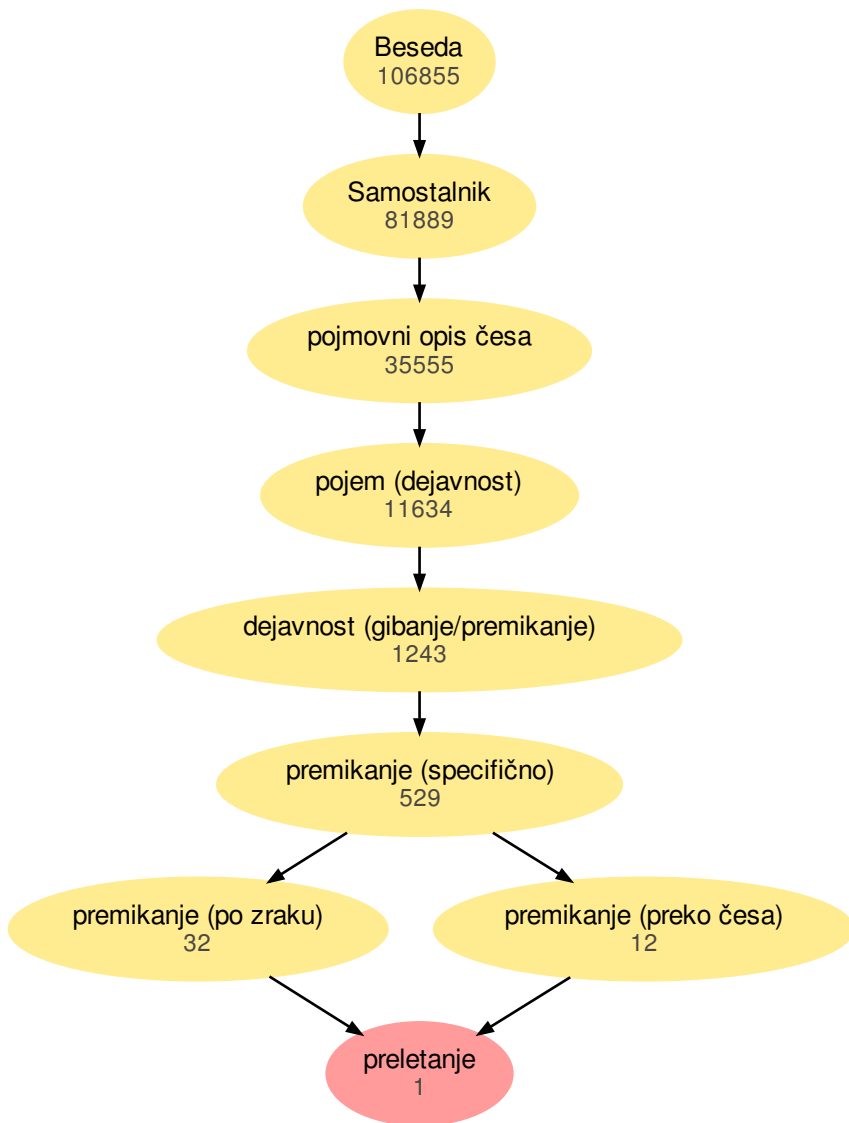 Beseda
106855
Samostalnik
81889
pojmovni opis česa
35555
pojem (dejavnost)
11634
dejavnost (gibanje/premikanje)
1243
premikanje (specifično)
529
premikanje (po zraku)
32
premikanje (preko česa)
12
preletanje
1